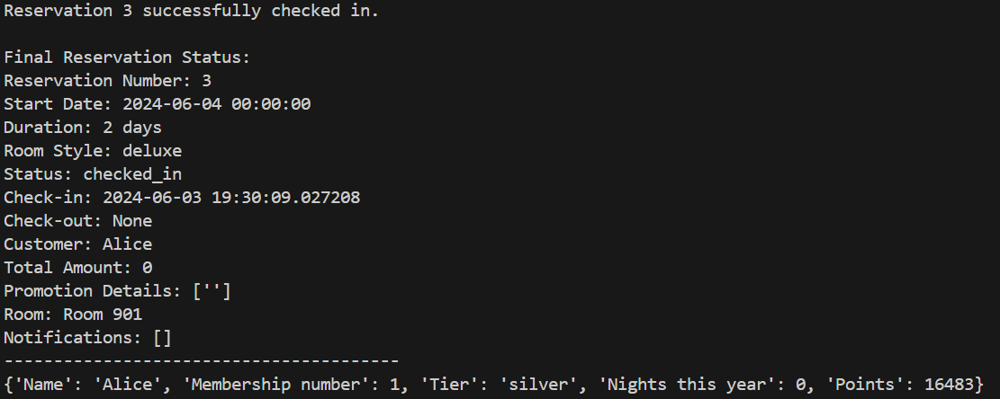 Reservation 3 successfully checked in.
Final Reservation Status:
Reservation Number: 3
Start Date: 2024-06-04 00:00:00
Duration: 2 days
Room Style: deluxe
Status: checked_in
Check-in: 2024-06-03 19:30:09.027208
Check-out: None
Customer: Alice
Total Amount: 0
Promotion Details: ['']
Room: Room 901
Notifications: []
----------------------------------------
{'Name': 'Alice', 'Membership number': 1, 'Tier': 'silver', 'Nights this year': 0, 'Points': 16483}